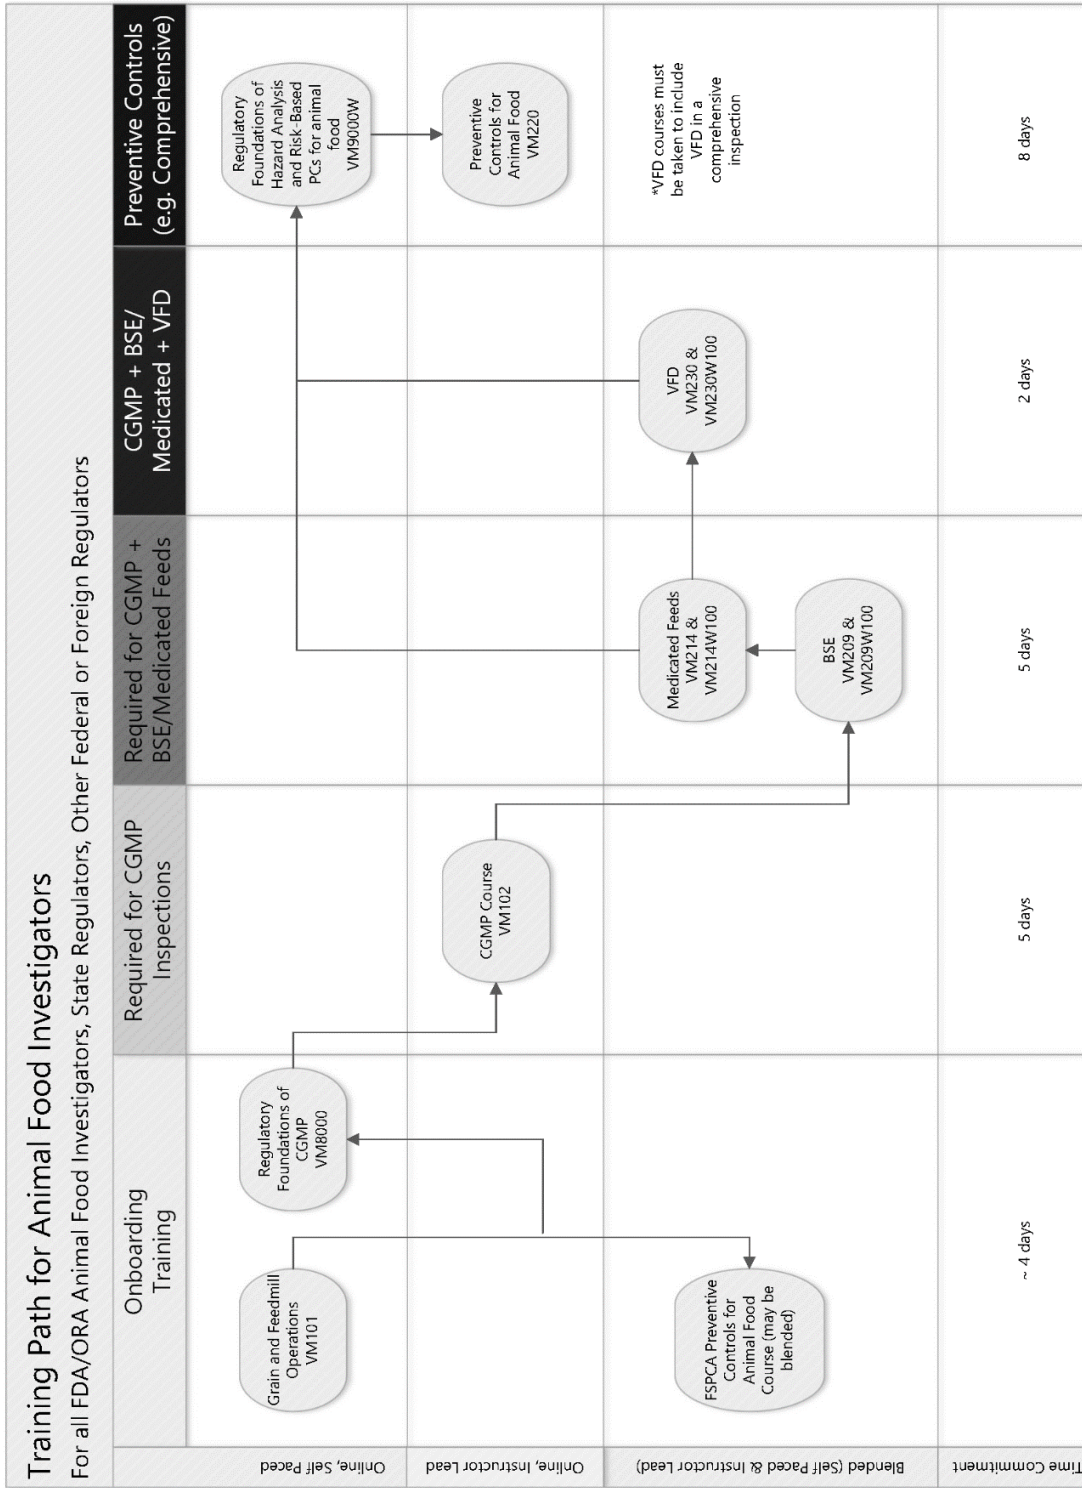 Training Path for Animal Food Investigators
For all FDA/ORA Animal Food Investigators, State Regulators, Other Federal or Foreign Regulators
Onboarding
Training
Required for CGMP
Inspections
Required for CGMP +
BSE/Medicated Feeds
CGMP + BSE/
Medicated + VFD
Preventive Controls
(e.g. Comprehensive)
Online, Self Paced
Grain and Feedmill
Operations
VM101
Regulatory
Foundations of
CGMP
VM8000
Regulatory
Foundations of
Hazard Analysis
and Risk-Based
PCs for animal
food
VM9000W
Online, Instructor Lead
CGMP Course
VM102
Preventive
Controls for
Animal Food
VM220
Blended (Self Paced & Instructor Lead)
FSPCA Preventive
Controls for
Animal Food
Course (may be
blended)
Medicated Feeds
VM214 &
VM214W100
BSE
VM209 &
VM209W100
VFD
VM230 &
VM230W100
*VFD courses must
be taken to include
VFD in a
comprehensive
inspection
Time Commitment
~ 4 days
5 days
5 days
2 days
8 days